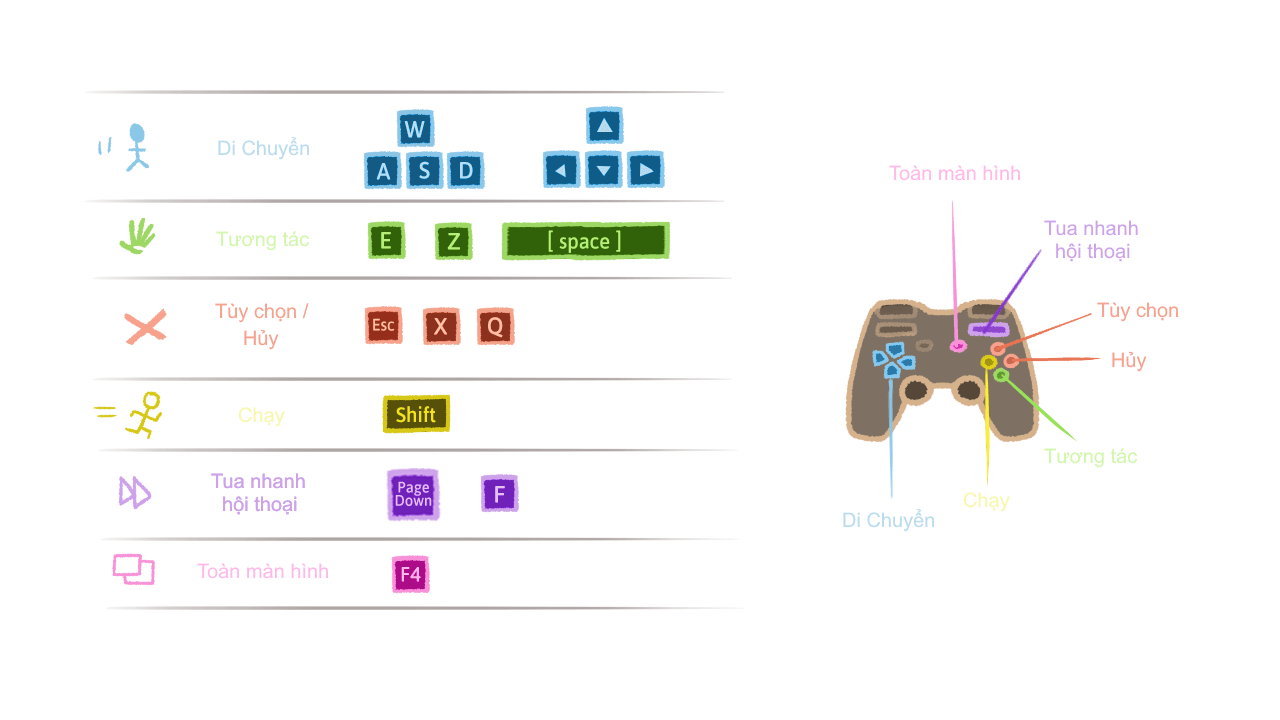 Di Chuyển
W
A S D
Tương tác
E Z [ space ]
Tùy chọn /
Hủy
Esc X Q
Chạy
Shift
Tua nhanh
hội thoại
Page
Down
F
Toàn màn hình
F4
Toàn màn hình
Tua nhanh
hội thoại
Tùy chọn
Hủy
Tương tác
Chạy
Di Chuyển